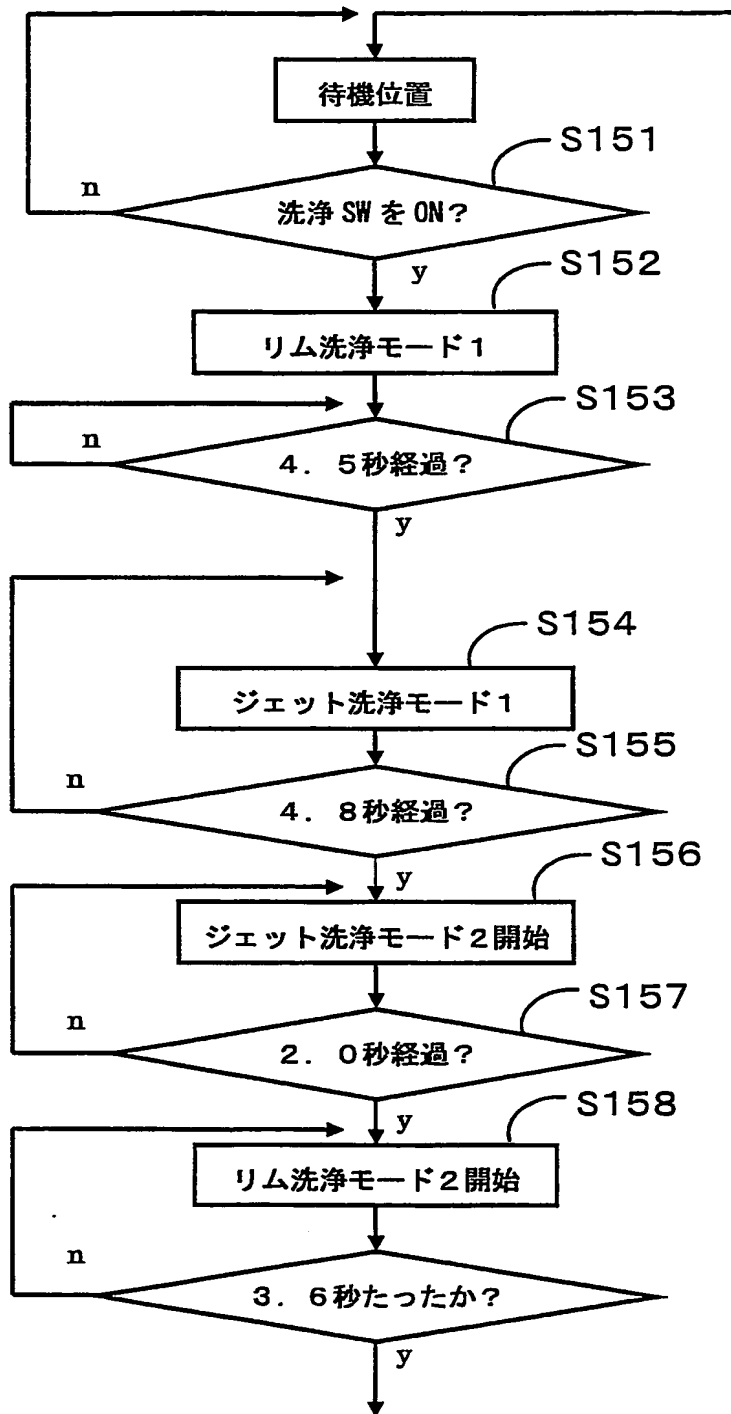 待機位置
S151
n
洗浄SWをON?
y
S152
リム洗浄モード1
S153
n
4.5秒経過?
y
S154
ジェット洗浄モード1
S155
n
4.8秒経過?
y
S156
ジェット洗浄モード2開始
S157
n
2.0秒経過?
y
S158
リム洗浄モード2開始
n
3.6秒たったか?
y